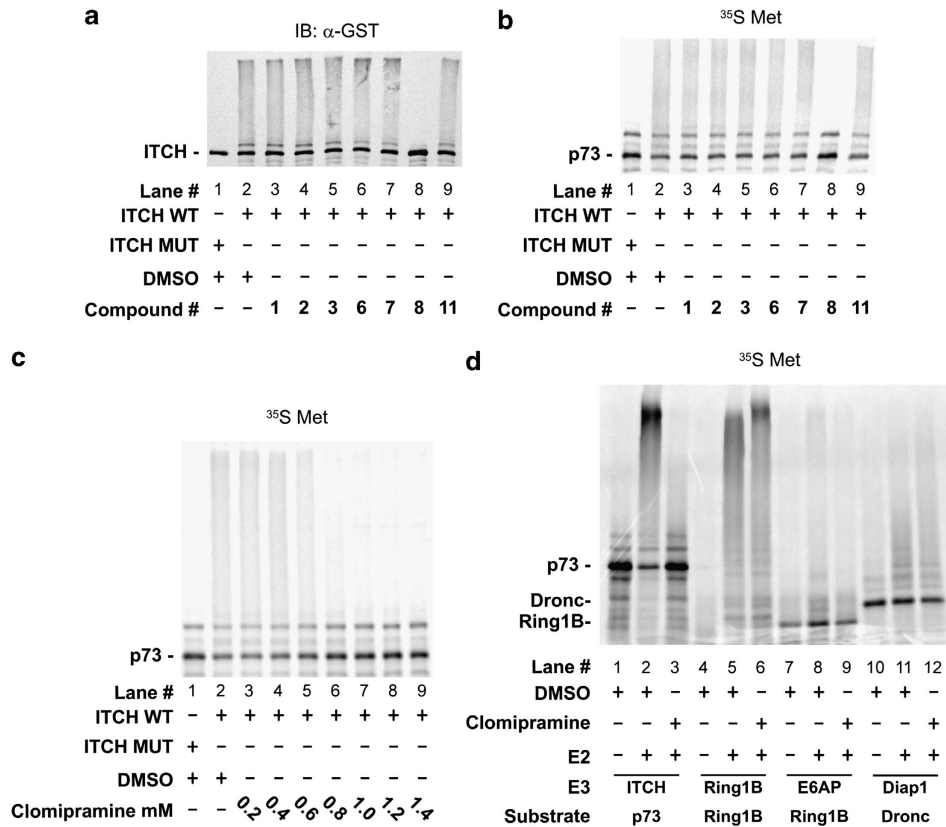 a
IB: α-GST
ITCH -
Lane # 1 2 3 4 5 6 7 8 9
ITCH WT – + + + + + + + +
ITCH MUT + – – – – – – – –
DMSO + + – – – – – – –
Compound # – – 1 2 3 6 7 8 11
b
35S Met
p73 -
Lane # 1 2 3 4 5 6 7 8 9
ITCH WT – + + + + + + + +
ITCH MUT + – – – – – – – –
DMSO + + – – – – – – –
Compound # – – 1 2 3 6 7 8 11
c
35S Met
p73 -
Lane # 1 2 3 4 5 6 7 8 9
ITCH WT – + + + + + + + +
ITCH MUT + – – – – – – – –
DMSO + + – – – – – – –
Clomipramine mM – – 0.2 0.4 0.6 0.8 1.0 1.2 1.4
d
35S Met
p73 -
Dronc-
Ring1B-
Lane # 1 2 3 4 5 6 7 8 9 10 11 12
DMSO + + – + + – + + – + + –
Clomipramine – – + – – + – – + – – +
E2 – + + – + + – + + – + +
E3 ITCH Ring1B E6AP Diap1
Substrate p73 Ring1B Ring1B Dronc